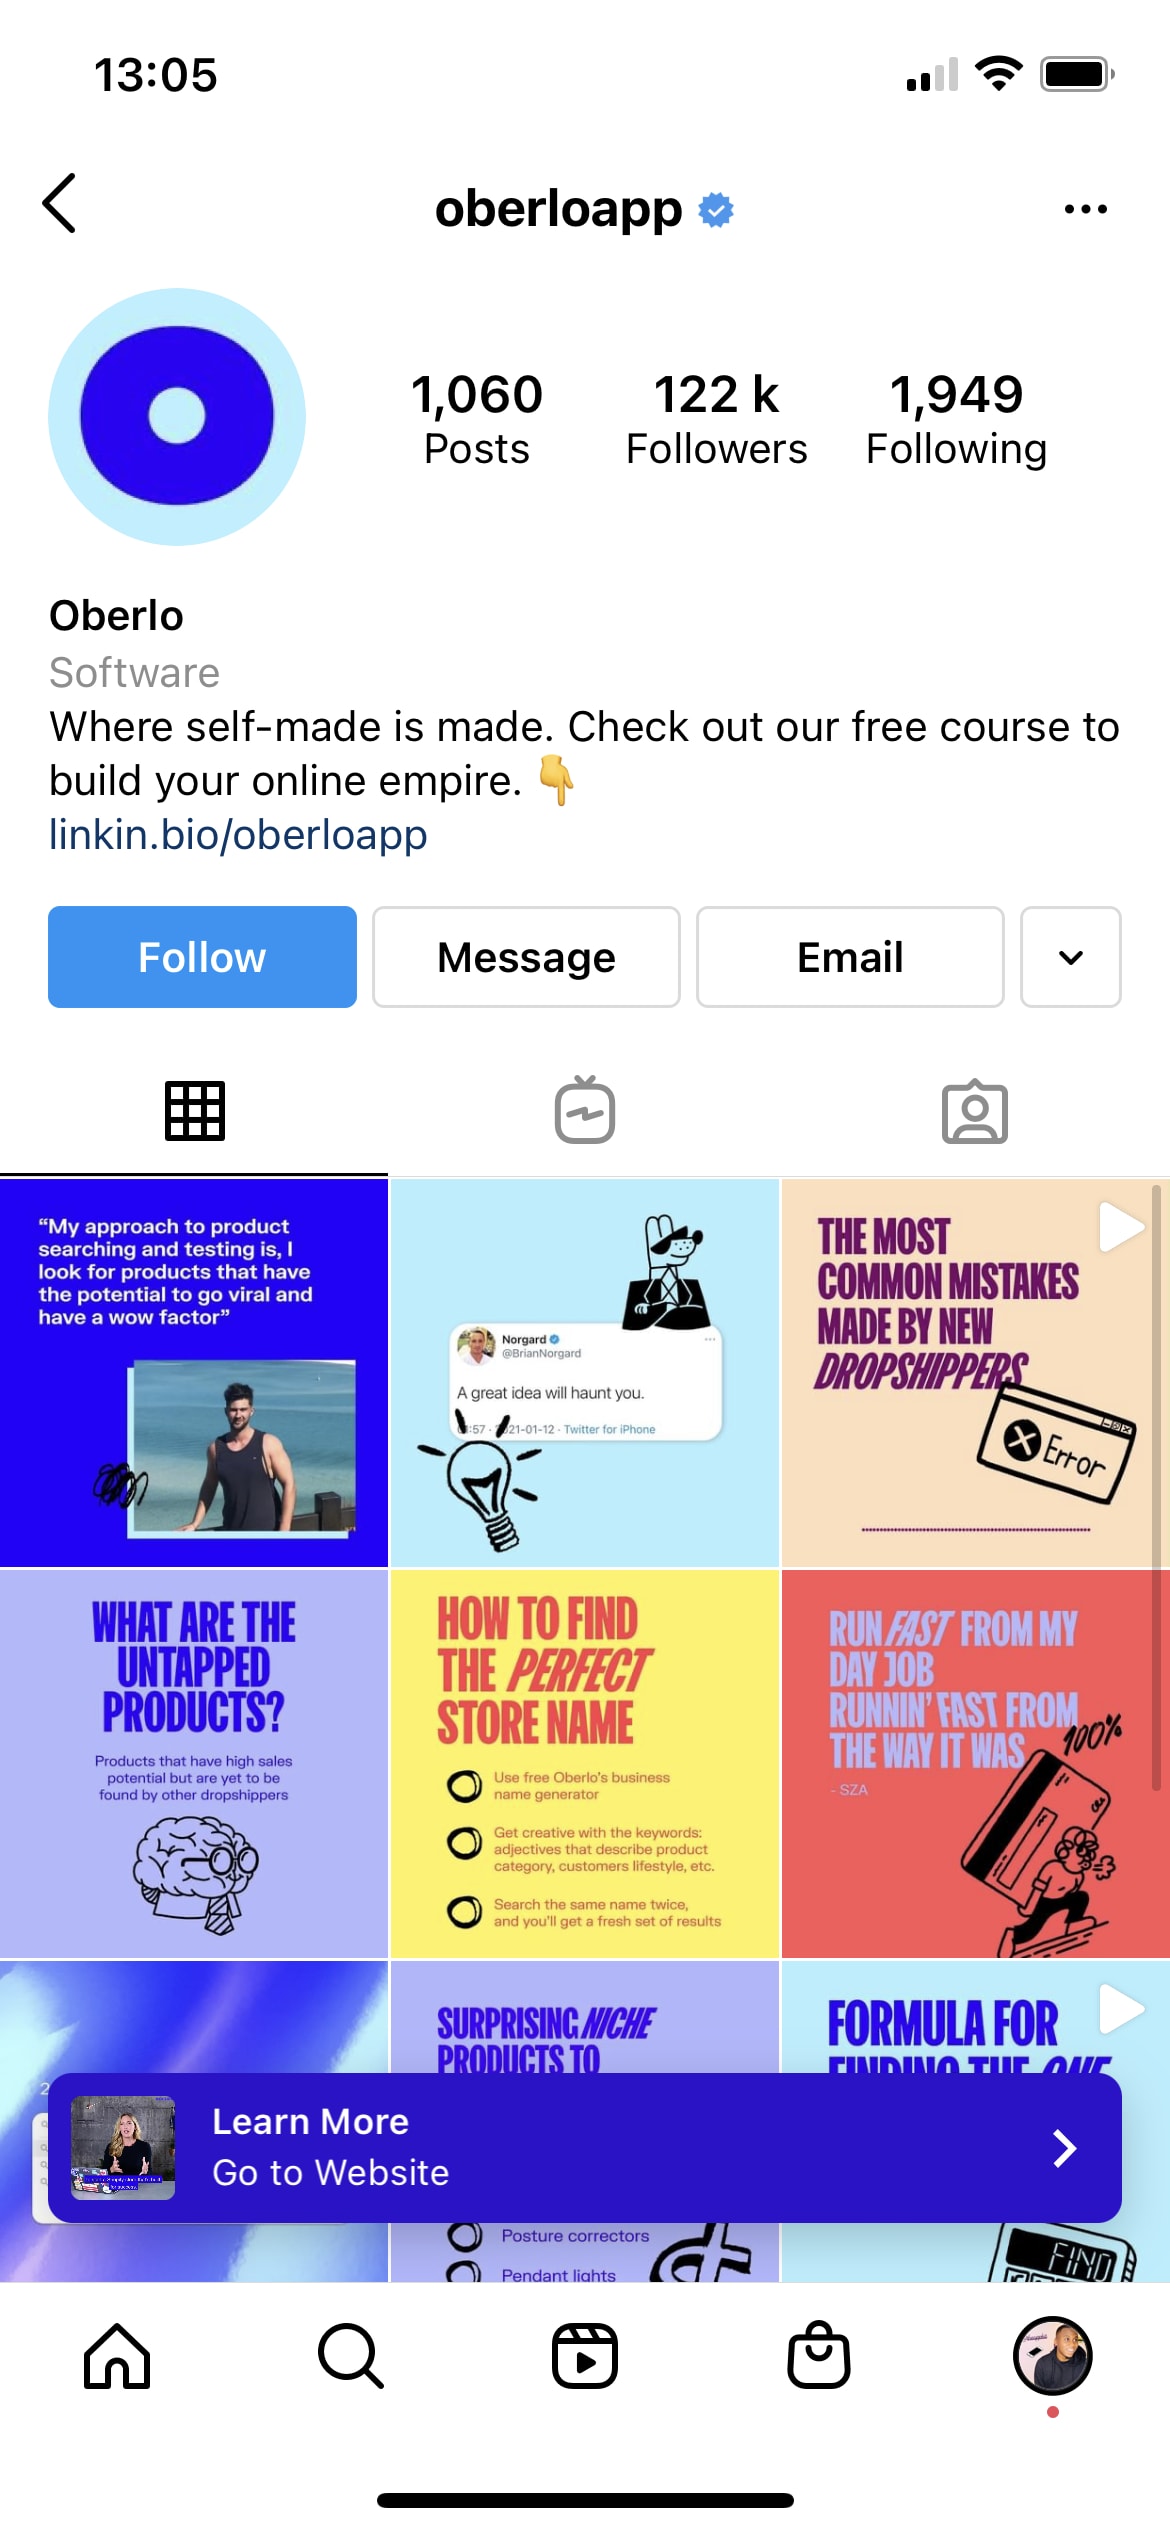 13:05
oberloapp
1,060
Posts
122 k
Followers
1,949
Following
Oberlo
Software
Where self-made is made. Check out our free course to
build your online empire. 👇
linkin.bio/oberloapp
Follow
Message
Email
“My approach to product
searching and testing is, I
look for products that have
the potential to go viral and
have a wow factor”
Norgard
@BrianNorgard
A great idea will haunt you.
:57 · 2021-01-12 · Twitter for iPhone
THE MOST
COMMON MISTAKES
MADE BY NEW
DROPSHIPPERS
Error
WHAT ARE THE
UNTAPPED
PRODUCTS?
Products that have high sales
potential but are yet to be
found by other dropshippers
HOW TO FIND
THE PERFECT
STORE NAME
Use free Oberlo's business
name generator
Get creative with the keywords:
adjectives that describe product
category, customers lifestyle, etc.
Search the same name twice,
and you'll get a fresh set of results
RUN FAST FROM MY
DAY JOB
RUNNIN' FAST FROM
THE WAY IT WAS
- SZA
100%
2
SURPRISING NICHE
PRODUCTS TO
FORMULA FOR
FINDING THE ONE
Learn More
Go to Website
Posture correctors
Pendant lights
FIND